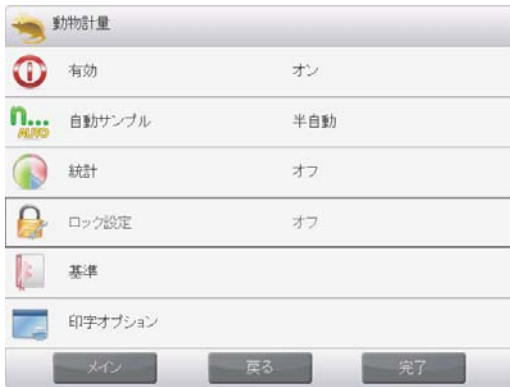 動物計量
有効 オン
n... AUTO 自動サンプル 半自動
統計 オフ
ロック設定 オフ
基準
印字オプション
メイン 戻る 完了